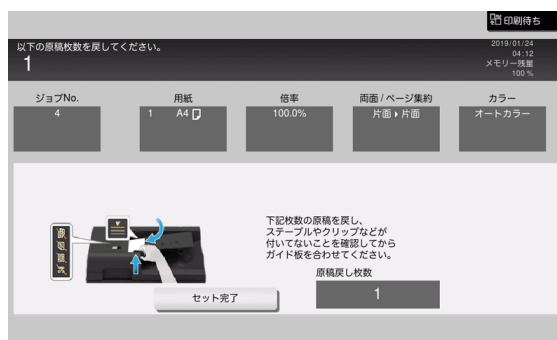 印刷待ち
以下の原稿枚数を戻してください。
1
2019/01/24
04:12
メモリー残量
100 %
ジョブNo.
4
用紙
1 A4
倍率
100.0%
両面 / ページ集約
片面 片面
カラー
オートカラー
下記枚数の原稿を戻し、
ステープルやクリップなどが
付いてないことを確認してから
ガイド板を合わせてください。
原稿戻し枚数
1
セット完了